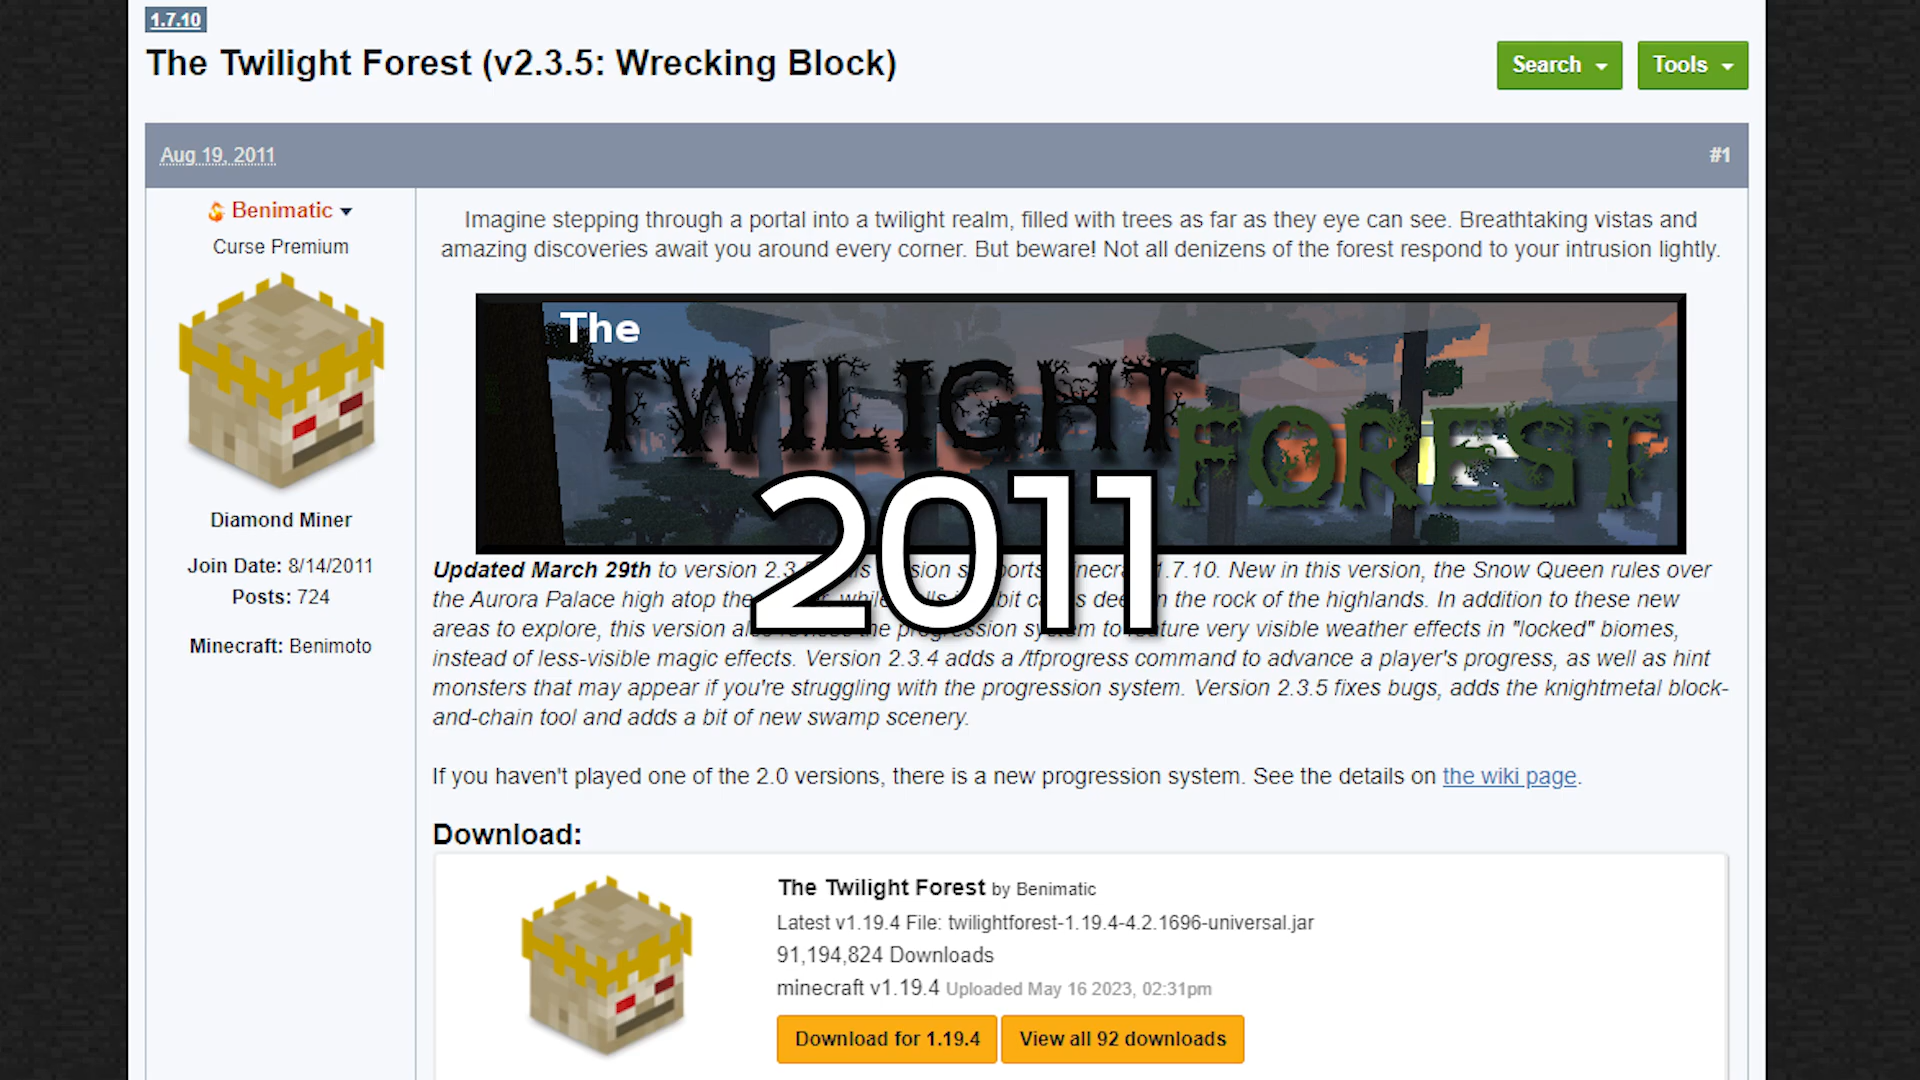 1.7.10
The Twilight Forest (v2.3.5: Wrecking Block)
Search
Tools
Aug 19, 2011
#1
Benimatic
Curse Premium
Diamond Miner
Join Date: 8/14/2011
Posts: 724
Minecraft: Benimoto
Imagine stepping through a portal into a twilight realm, filled with trees as far as they eye can see. Breathtaking vistas and
amazing discoveries await you around every corner. But beware! Not all denizens of the forest respond to your intrusion lightly.
The
TWILIGHT
FOREST
2011
Updated March 29th to version 1.7.10. New in this version, the Snow Queen rules over
the Aurora Palace high atop the the rock of the highlands. In addition to these new
areas to explore, this version the system to very visible weather effects in "locked" biomes,
instead of less-visible magic effects. Version 2.3.4 adds a /tfprogress command to advance a player's progress, as well as hint
monsters that may appear if you're struggling with the progression system. Version 2.3.5 fixes bugs, adds the knightmetal block-
and-chain tool and adds a bit of new swamp scenery.
If you haven't played one of the 2.0 versions, there is a new progression system. See the details on the wiki page.
Download:
The Twilight Forest by Benimatic
Latest v1.19.4 File: twilightforest-1.19.4-4.2.1696-universal.jar
91,194,824 Downloads
minecraft v1.19.4 Uploaded May 16 2023, 02:31pm
Download for 1.19.4
View all 92 downloads